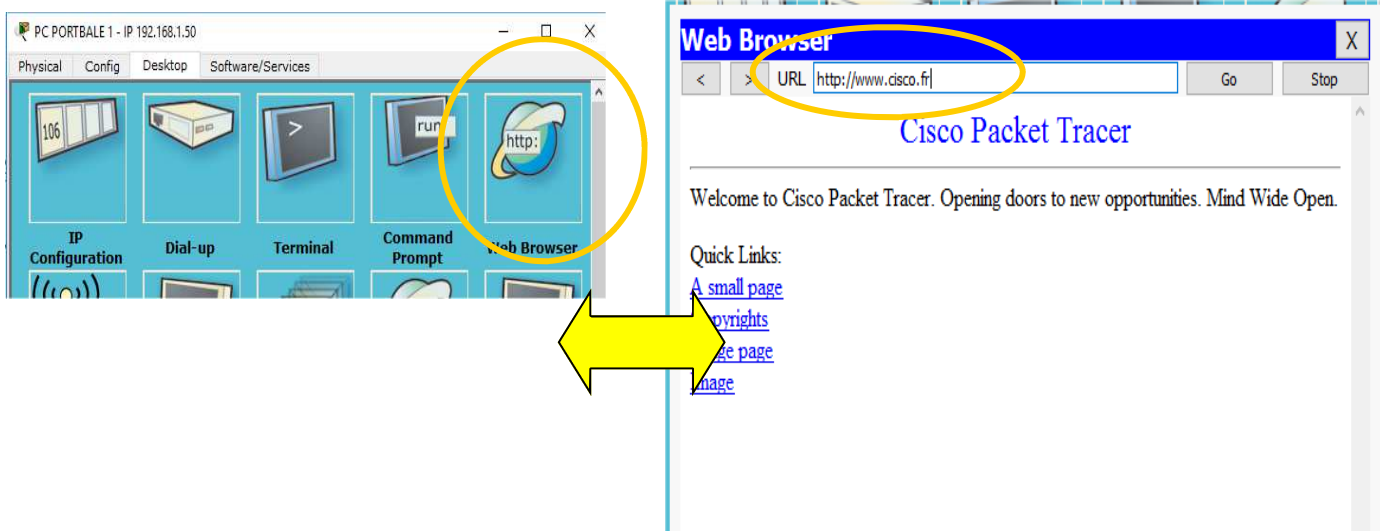 PC PORTBALE 1 - IP 192.168.1.50
Physical Config Desktop Software/Services
106
>
run
http:
IP Configuration
Dial-up
Terminal
Command Prompt
Web Browser
Web Browser
X
< > URL http://www.cisco.fr Go Stop
Cisco Packet Tracer
Welcome to Cisco Packet Tracer. Opening doors to new opportunities. Mind Wide Open.
Quick Links:
A small page
page